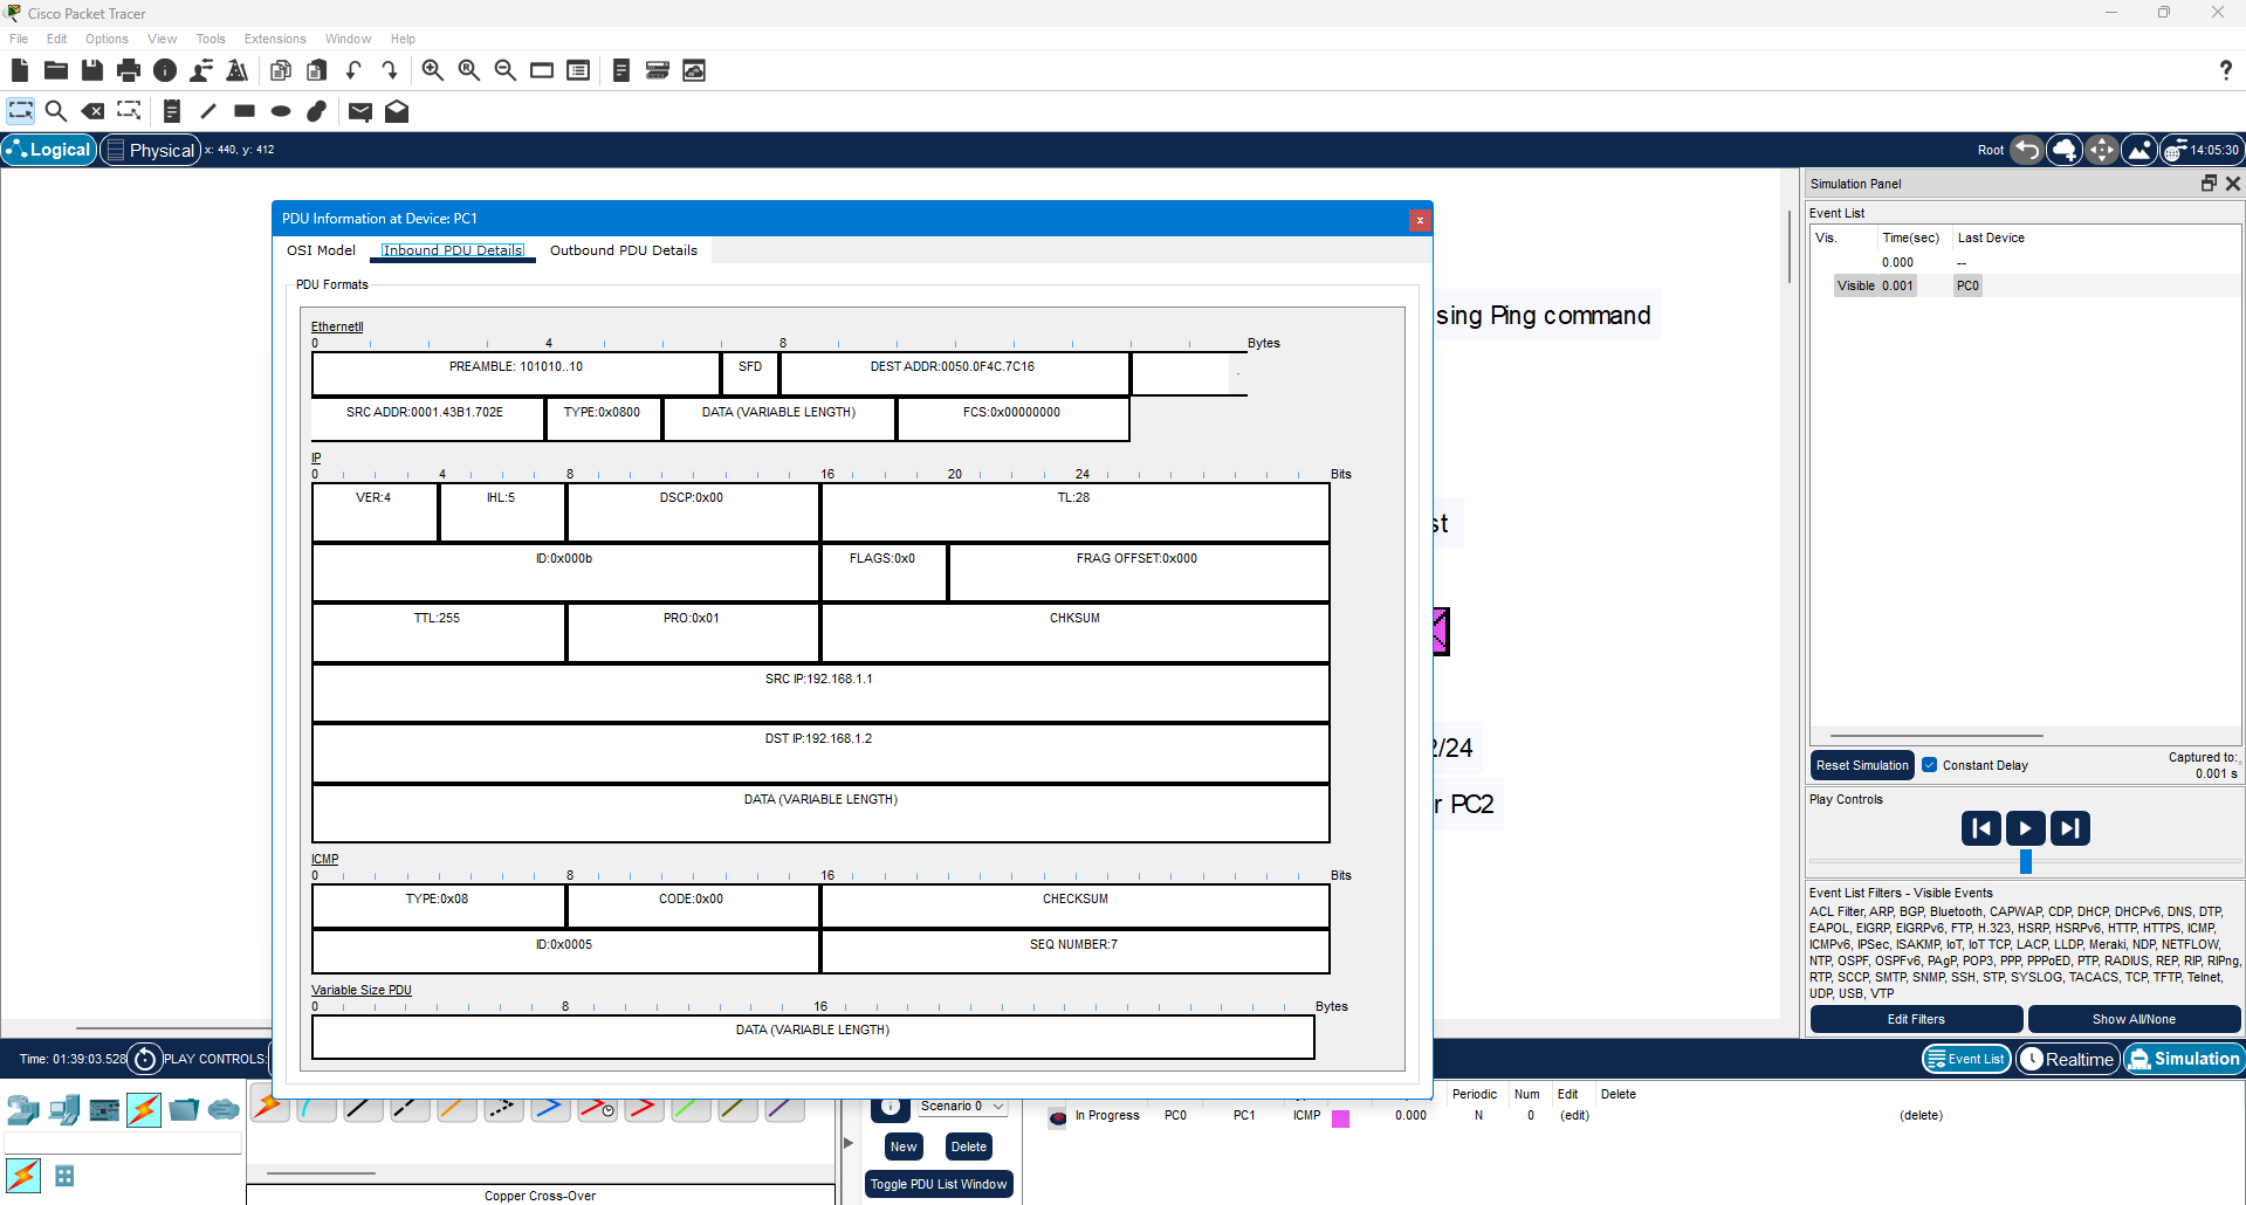 Cisco Packet Tracer
File Edit Options View Tools Extensions Window Help
Logical Physical x: 440, y: 412 Root 14:05:30
PDU Information at Device: PC1 x
OSI Model Inbound PDU Details Outbound PDU Details
PDU Formats
EthernetII
0 4 8 Bytes
PREAMBLE: 101010..10 SFD DEST ADDR:0050.0F4C.7C16
SRC ADDR:0001.43B1.702E TYPE:0x0800 DATA (VARIABLE LENGTH) FCS:0x00000000
IP
0 4 8 16 20 24 Bits
VER:4 IHL:5 DSCP:0x00 TL:28
ID:0x000b FLAGS:0x0 FRAG OFFSET:0x000
TTL:255 PRO:0x01 CHKSUM
SRC IP:192.168.1.1
DST IP:192.168.1.2
DATA (VARIABLE LENGTH)
ICMP
0 8 16 Bits
TYPE:0x08 CODE:0x00 CHECKSUM
ID:0x0005 SEQ NUMBER:7
Variable Size PDU
0 8 16 Bytes
DATA (VARIABLE LENGTH)
sing Ping command
st
2/24
r PC2
Simulation Panel
Event List
Vis. Time(sec) Last Device
0.000 --
Visible 0.001 PC0
Reset Simulation Constant Delay Captured to:
0.001 s
Play Controls
Event List Filters - Visible Events
ACL Filter, ARP, BGP, Bluetooth, CAPWAP, CDP, DHCP, DHCPv6, DNS, DTP,
EAPOL, EIGRP, EIGRPv6, FTP, H.323, HSRP, HSRPv6, HTTP, HTTPS, ICMP,
ICMPv6, IPSec, ISAKMP, IoT, IoT TCP, LACP, LLDP, Meraki, NDP, NETFLOW,
NTP, OSPF, OSPFv6, PAgP, POP3, PPP, PPPoED, PTP, RADIUS, REP, RIP, RIPng,
RTP, SCCP, SMTP, SNMP, SSH, STP, SYSLOG, TACACS, TCP, TFTP, Telnet,
UDP, USB, VTP
Edit Filters Show All/None
Time: 01:39:03.528 PLAY CONTROLS: Event List Realtime Simulation
Scenario 0
New Delete
Toggle PDU List Window
Periodic Num Edit Delete
In Progress PC0 PC1 ICMP 0.000 N 0 (edit) (delete)
Copper Cross-Over